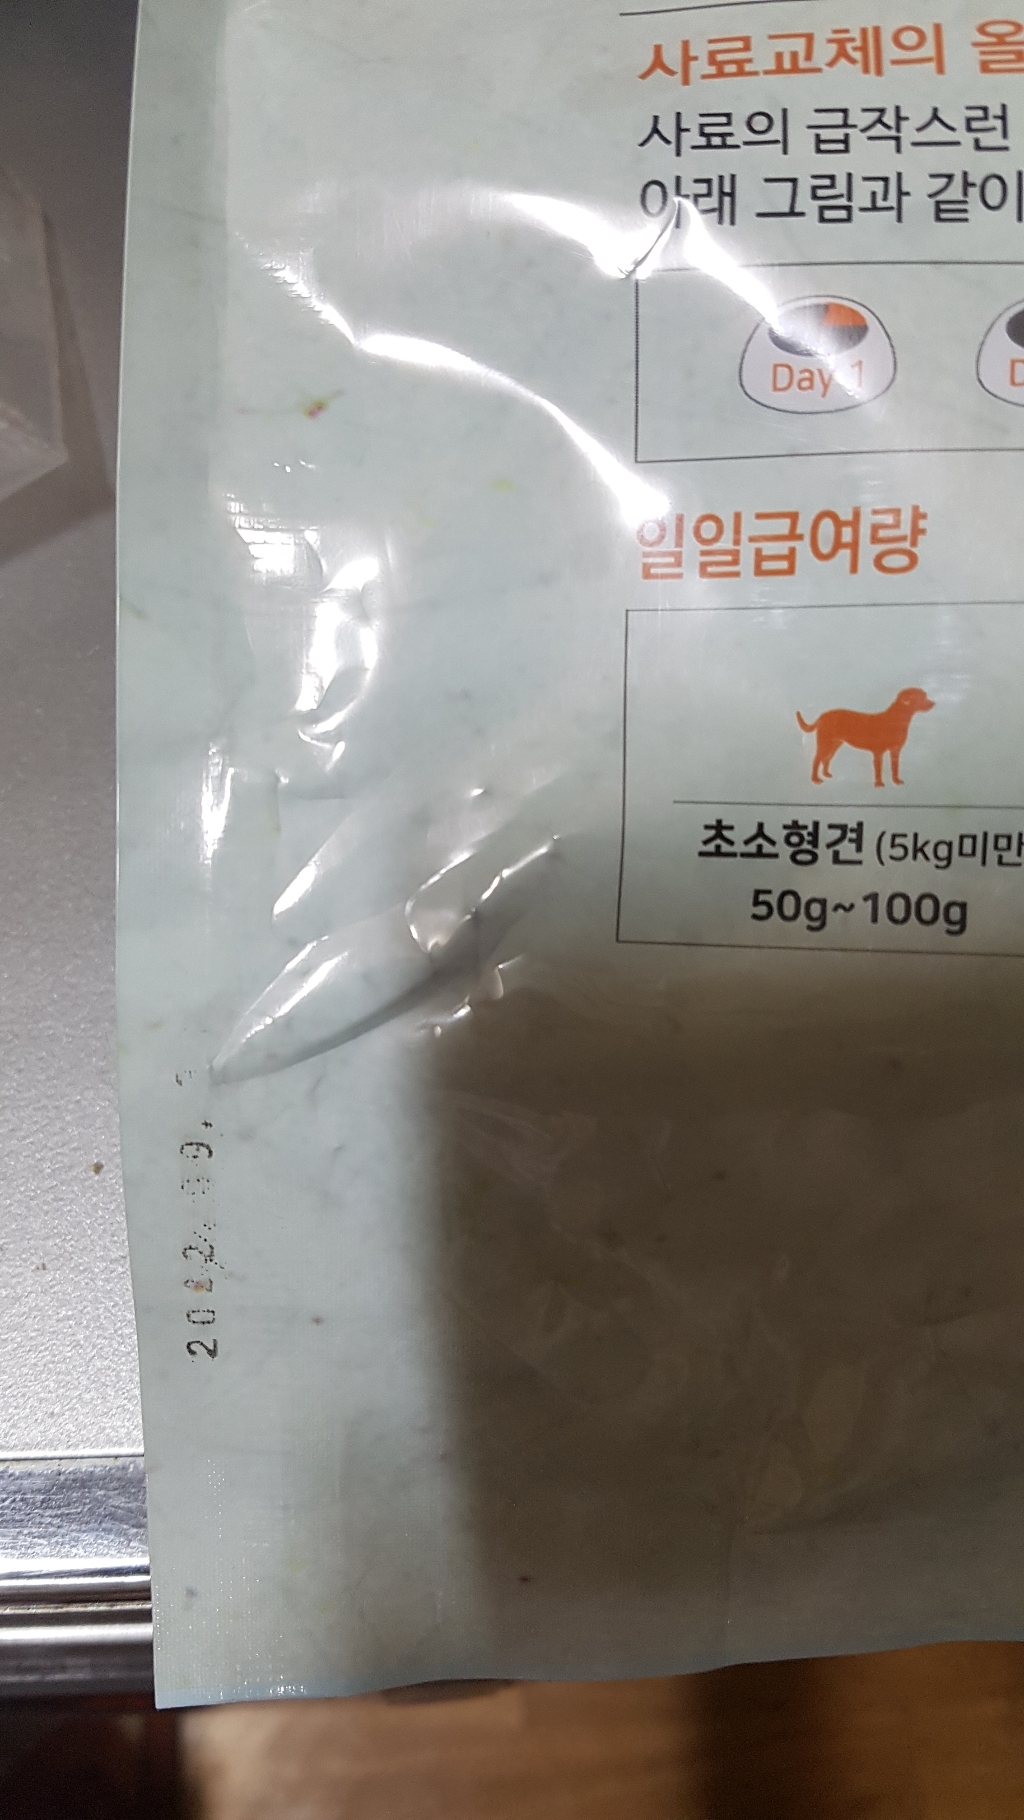 사료교체의 올
사료의 급작스런
아래 그림과 같이
Day 1
D
일일급여량
초소형견 (5kg미만
50g~100g